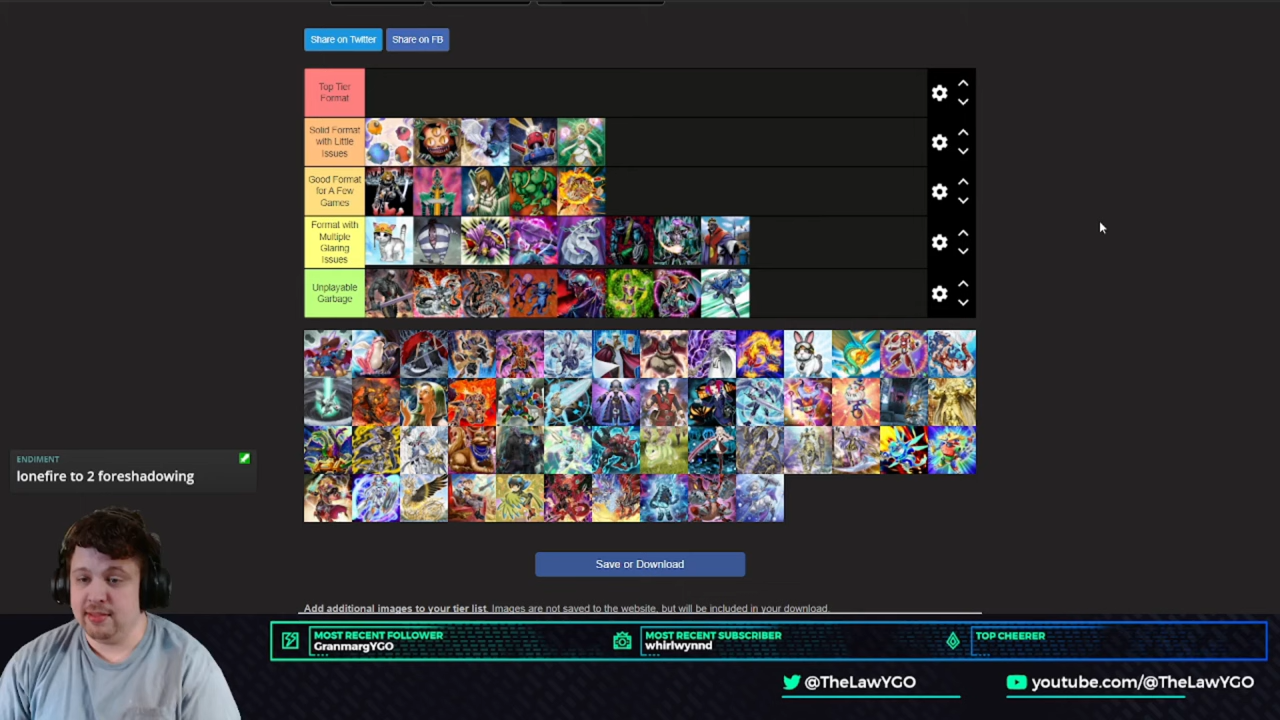 Share on Twitter
Share on FB
Top Tier
Format
Solid Format
with Little
Issues
Good Format
for A Few
Games
Format with
Multiple
Glaring
Issues
Unplayable
Garbage
ENDIMENT
lonefire to 2 foreshadowing
Save or Download
Add additional images to your tier list. Images are not saved to the website, but will be included in your download.
MOST RECENT FOLLOWER
GranmargYGO
MOST RECENT SUBSCRIBER
whirlwynnd
TOP CHEERER
@TheLawYGO
youtube.com/@TheLawYGO